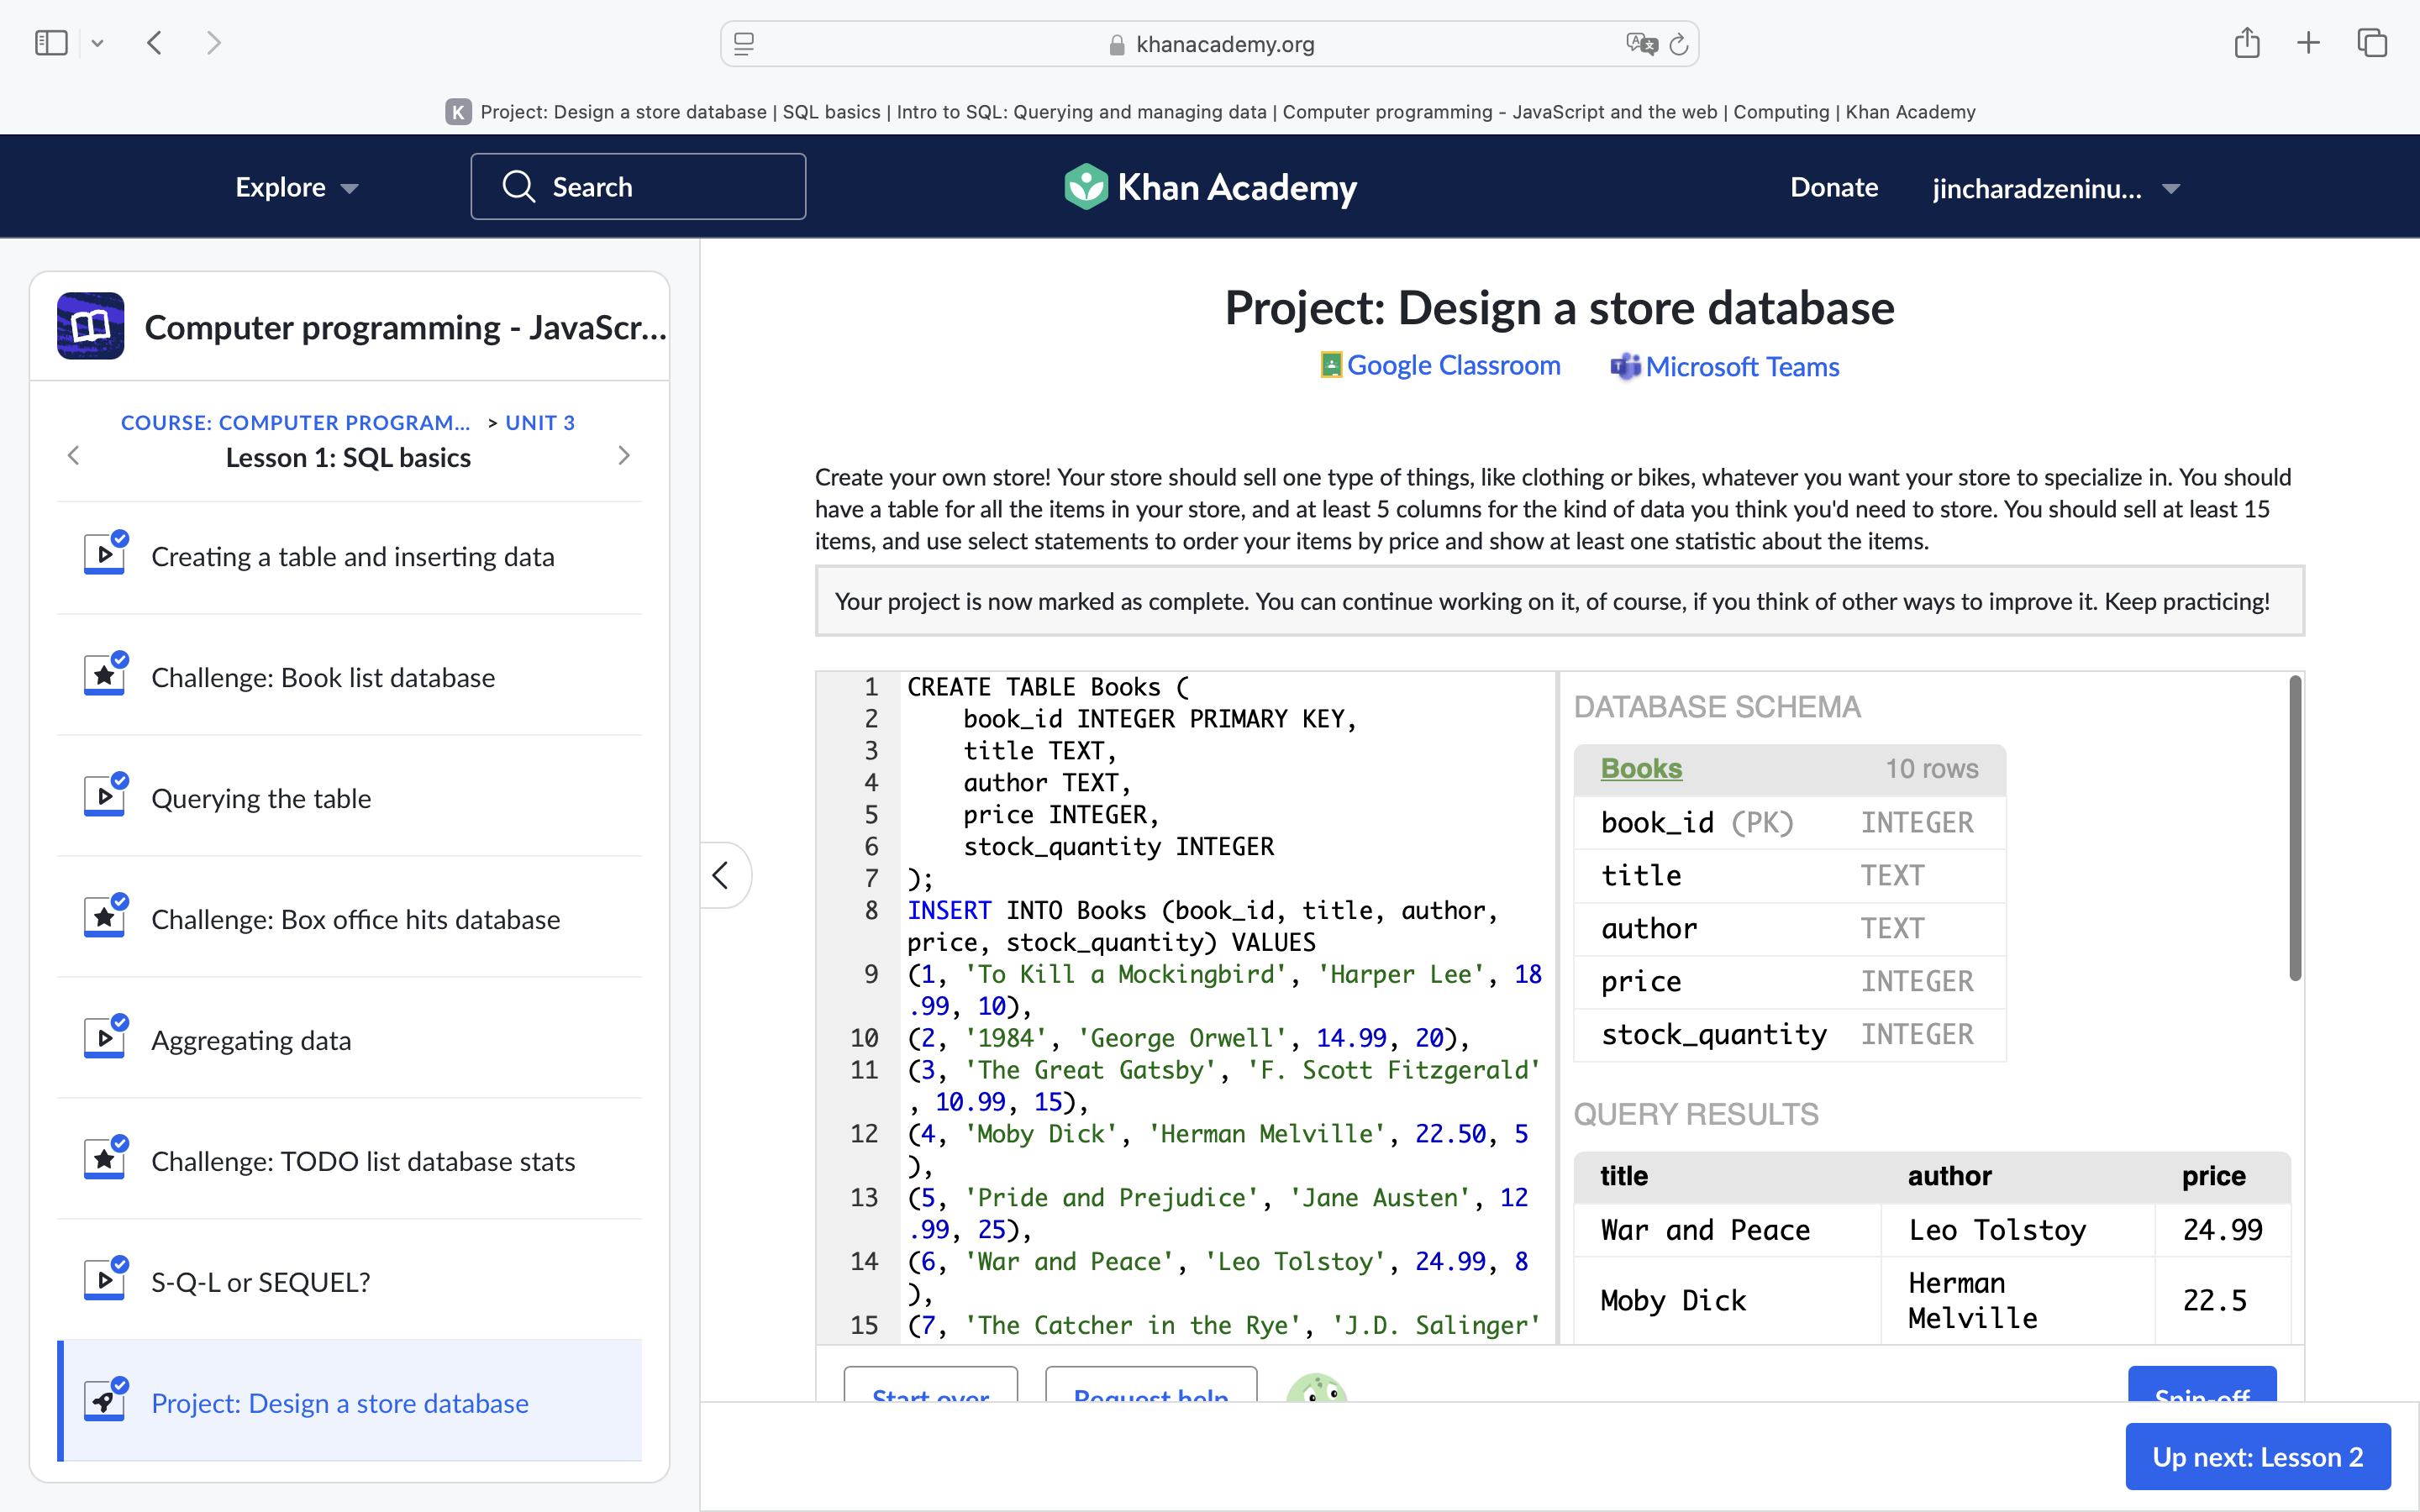 khanacademy.org
K Project: Design a store database | SQL basics | Intro to SQL: Querying and managing data | Computer programming - JavaScript and the web | Computing | Khan Academy
Explore
Search
Khan Academy
Donate
jincharadzeninu...
Computer programming - JavaScr...
COURSE: COMPUTER PROGRAM... > UNIT 3
Lesson 1: SQL basics
Creating a table and inserting data
Challenge: Book list database
Querying the table
Challenge: Box office hits database
Aggregating data
Challenge: TODO list database stats
S-Q-L or SEQUEL?
Project: Design a store database
Project: Design a store database
Google Classroom
Microsoft Teams
Create your own store! Your store should sell one type of things, like clothing or bikes, whatever you want your store to specialize in. You should
have a table for all the items in your store, and at least 5 columns for the kind of data you think you'd need to store. You should sell at least 15
items, and use select statements to order your items by price and show at least one statistic about the items.
Your project is now marked as complete. You can continue working on it, of course, if you think of other ways to improve it. Keep practicing!
1 CREATE TABLE Books (
2 book_id INTEGER PRIMARY KEY,
3 title TEXT,
4 author TEXT,
5 price INTEGER,
6 stock_quantity INTEGER
7 );
8 INSERT INTO Books (book_id, title, author,
price, stock_quantity) VALUES
9 (1, 'To Kill a Mockingbird', 'Harper Lee', 18
.99, 10),
10 (2, '1984', 'George Orwell', 14.99, 20),
11 (3, 'The Great Gatsby', 'F. Scott Fitzgerald'
, 10.99, 15),
12 (4, 'Moby Dick', 'Herman Melville', 22.50, 5
),
13 (5, 'Pride and Prejudice', 'Jane Austen', 12
.99, 25),
14 (6, 'War and Peace', 'Leo Tolstoy', 24.99, 8
),
15 (7, 'The Catcher in the Rye', 'J.D. Salinger'
DATABASE SCHEMA
Books 10 rows
book_id (PK) INTEGER
title TEXT
author TEXT
price INTEGER
stock_quantity INTEGER
QUERY RESULTS
title author price
War and Peace Leo Tolstoy 24.99
Moby Dick Herman Melville 22.5
Start over
Request help
Spin-off
Up next: Lesson 2